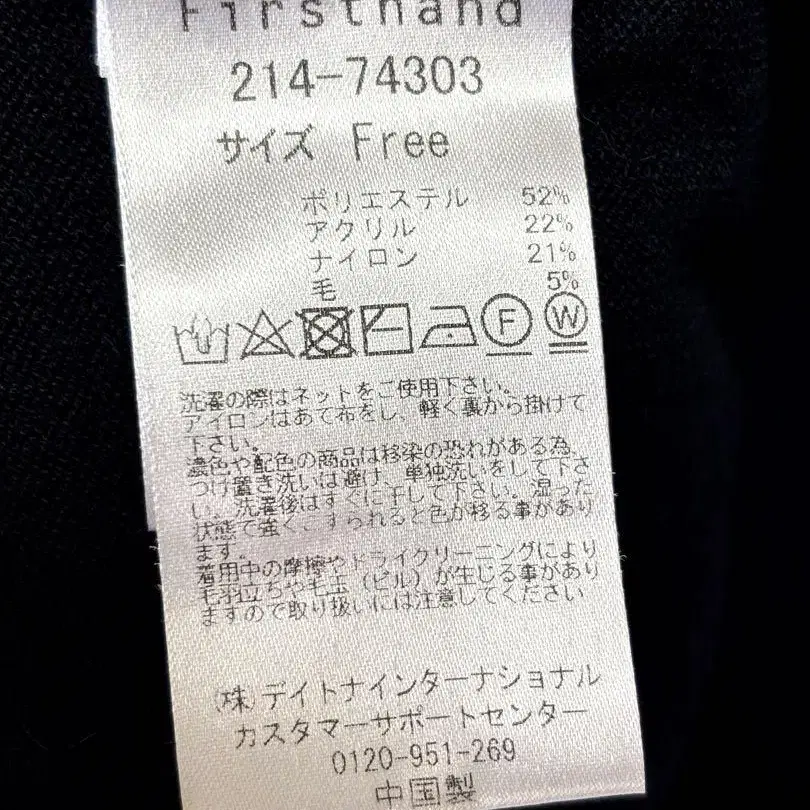 Firsthand
214-74303
サイズ Free
ポリエステル 52%
アクリル 22%
ナイロン 21%
毛 5%
F W
洗濯の際はネットをご使用下さい。
アイロンはあて布をし、軽く裏から掛けて
下さい。
濃色や配色の商品は移染の恐れがある為、
つけ置き洗いは避け、単独洗いをして下さ
い。洗濯後はすぐに干して下さい。湿った
状態で強くこすられると色が移る事があり
ます。
着用中の摩擦やドライクリーニングにより
毛羽立ちや毛玉(ピル)が生じる事があり
ますので取り扱いには注意してください
(株)デイトナインターナショナル
カスタマーサポートセンター
0120-951-269
中国製